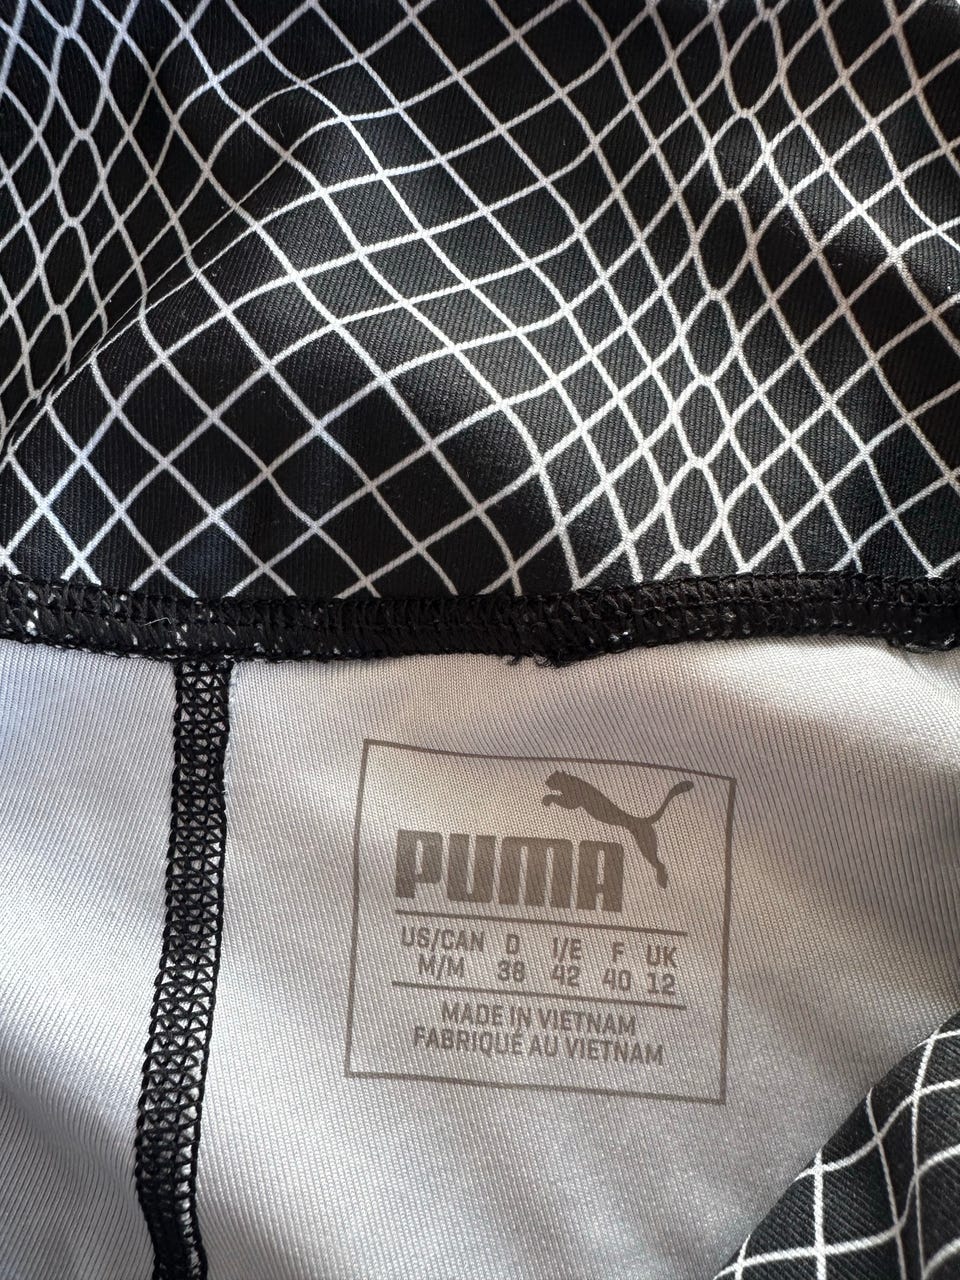 PUMA
US/CAN D I/E F UK
M/M 38 42 40 12
MADE IN VIETNAM
FABRIQUÉ AU VIETNAM